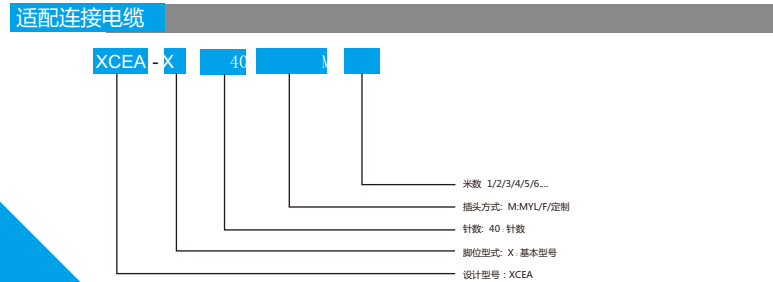 适配连接电缆
XCEA - X 40 M
米数 1/2/3/4/5/6....
插头方式: M:MYL/F/定制
针数: 40 : 针数
脚位型式: X : 基本型号
设计型号 : XCEA